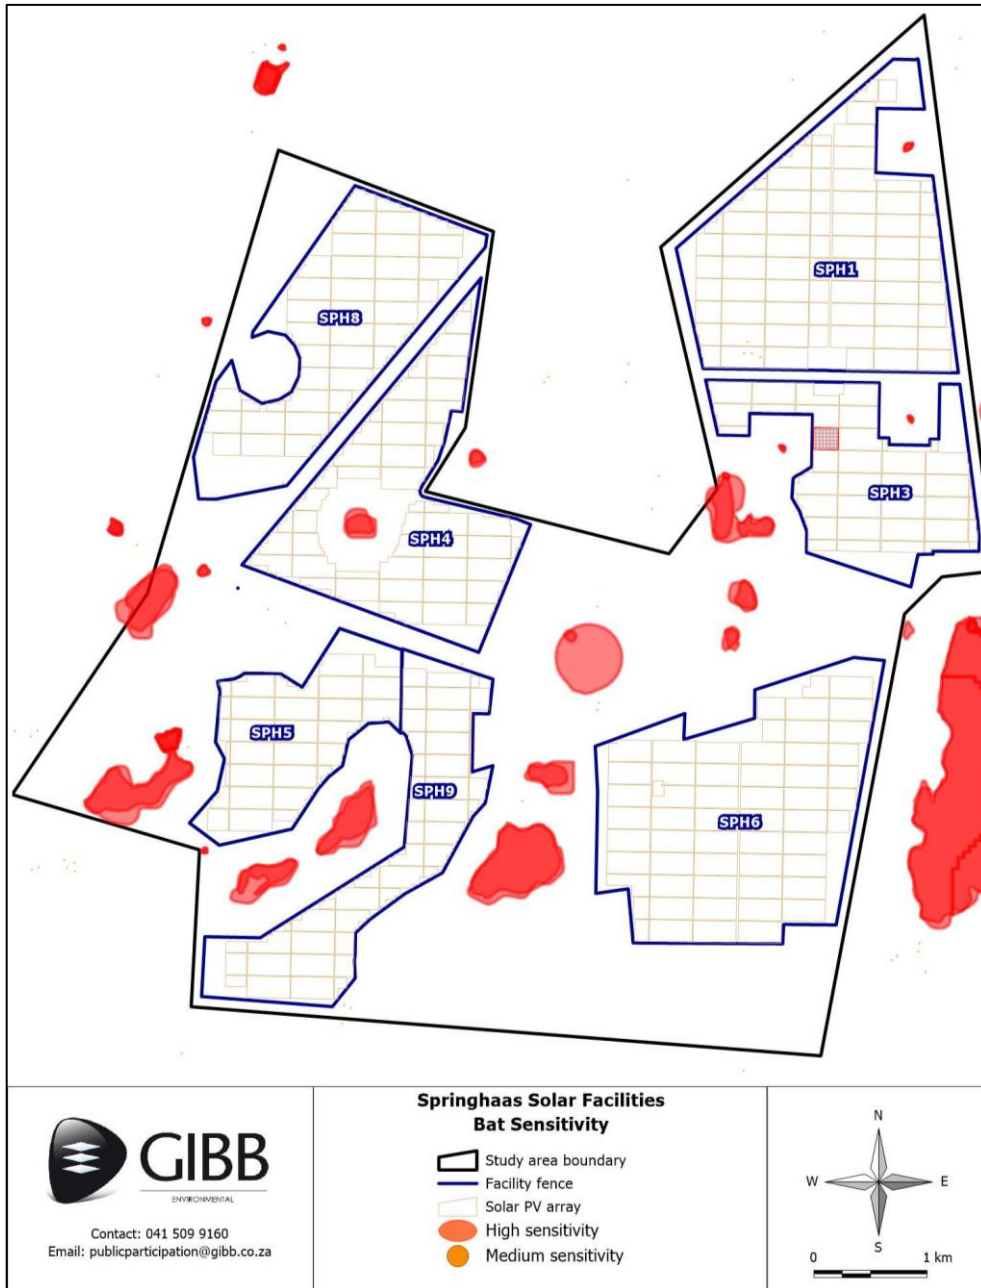 SPH1
SPH8
SPH3
SPH4
SPH5
SPH9
SPH6
GIBB
ENVIRONMENTAL
Contact: 041 509 9160
Email: publicparticipation@gibb.co.za
Springhaas Solar Facilities
Bat Sensitivity
Study area boundary
Facility fence
Solar PV array
High sensitivity
Medium sensitivity
N
W E
S
0 1 km